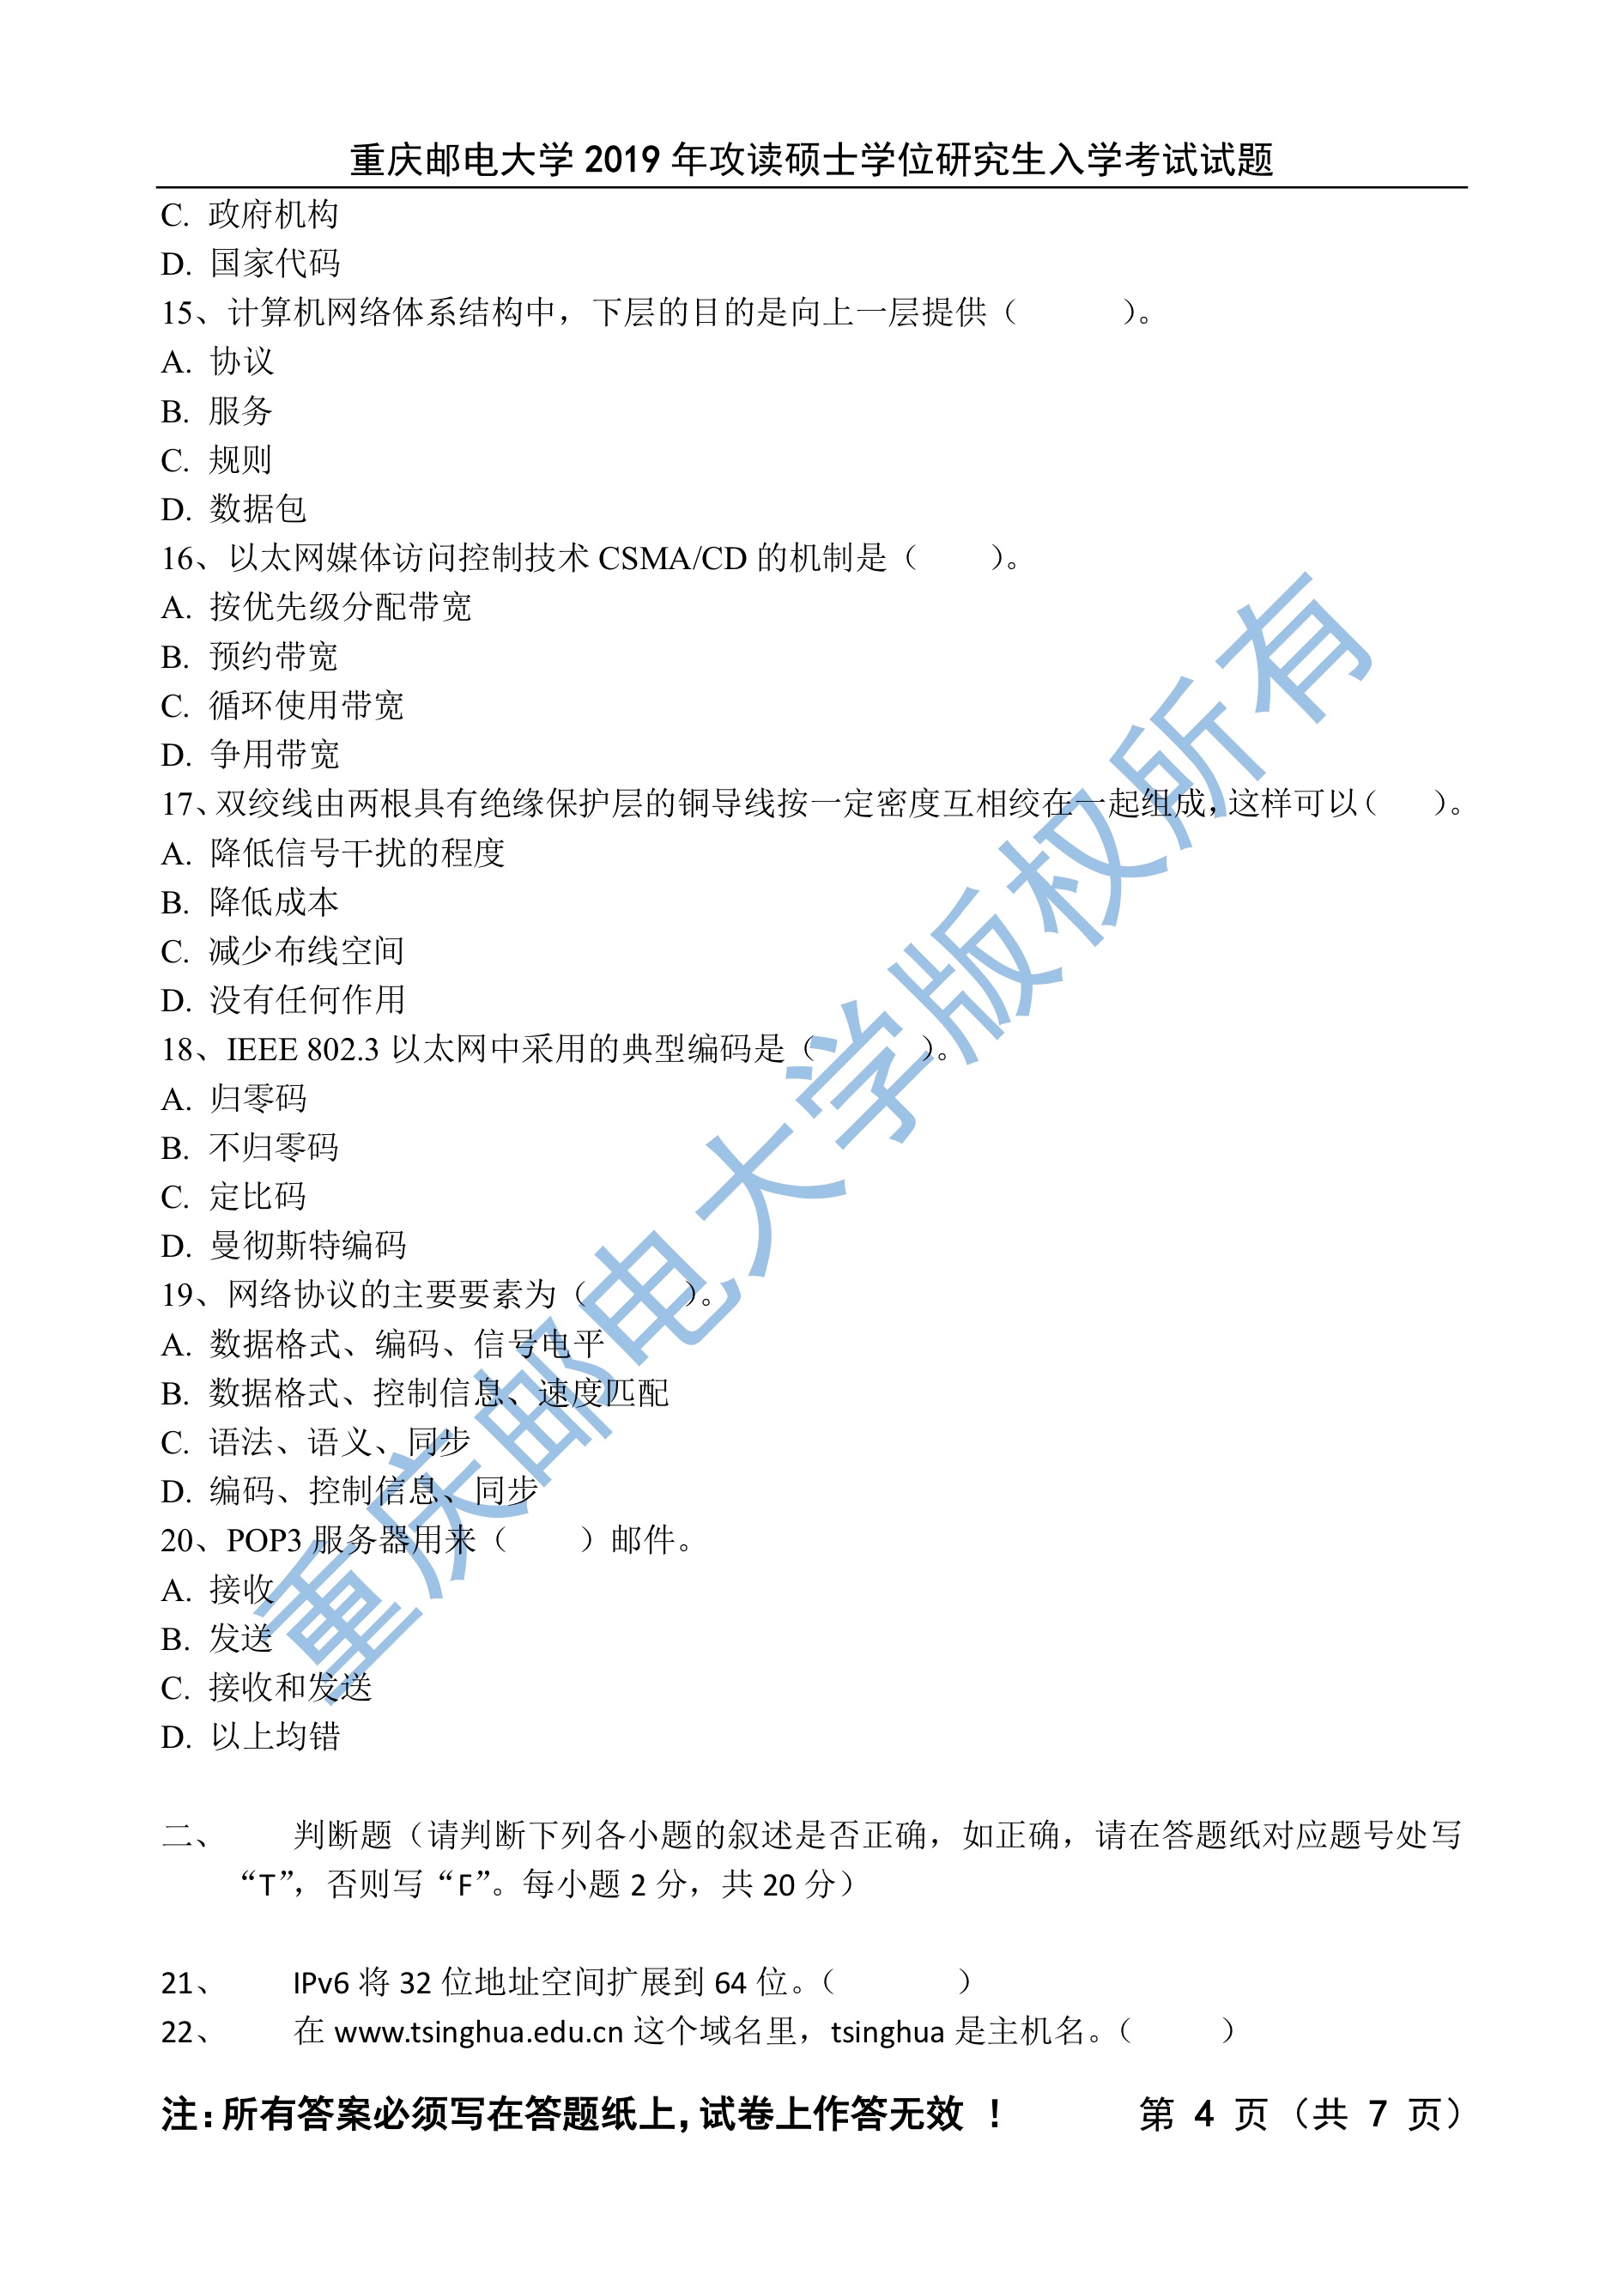 重庆邮电大学 2019 年攻读硕士学位研究生入学考试试题
C. 政府机构
D. 国家代码
15、计算机网络体系结构中，下层的目的是向上一层提供（ ）。
A. 协议
B. 服务
C. 规则
D. 数据包
16、以太网媒体访问控制技术 CSMA/CD 的机制是（ ）。
A. 按优先级分配带宽
B. 预约带宽
C. 循环使用带宽
D. 争用带宽
17、双绞线由两根具有绝缘保护层的铜导线按一定密度互相绞在一起组成，这样可以（ ）。
A. 降低信号干扰的程度
B. 降低成本
C. 减少布线空间
D. 没有任何作用
18、IEEE 802.3 以太网中采用的典型编码是（ ）。
A. 归零码
B. 不归零码
C. 定比码
D. 曼彻斯特编码
19、网络协议的主要要素为（ ）。
A. 数据格式、编码、信号电平
B. 数据格式、控制信息、速度匹配
C. 语法、语义、同步
D. 编码、控制信息、同步
20、POP3 服务器用来（ ）邮件。
A. 接收
B. 发送
C. 接收和发送
D. 以上均错
二、 判断题（请判断下列各小题的叙述是否正确，如正确，请在答题纸对应题号处写
“T”，否则写“F”。每小题 2 分，共 20 分）
21、 IPv6 将 32 位地址空间扩展到 64 位。（ ）
22、 在 www.tsinghua.edu.cn 这个域名里，tsinghua 是主机名。（ ）
注：所有答案必须写在答题纸上，试卷上作答无效 ！ 第 4 页（共 7 页）
重庆邮电大学版权所有